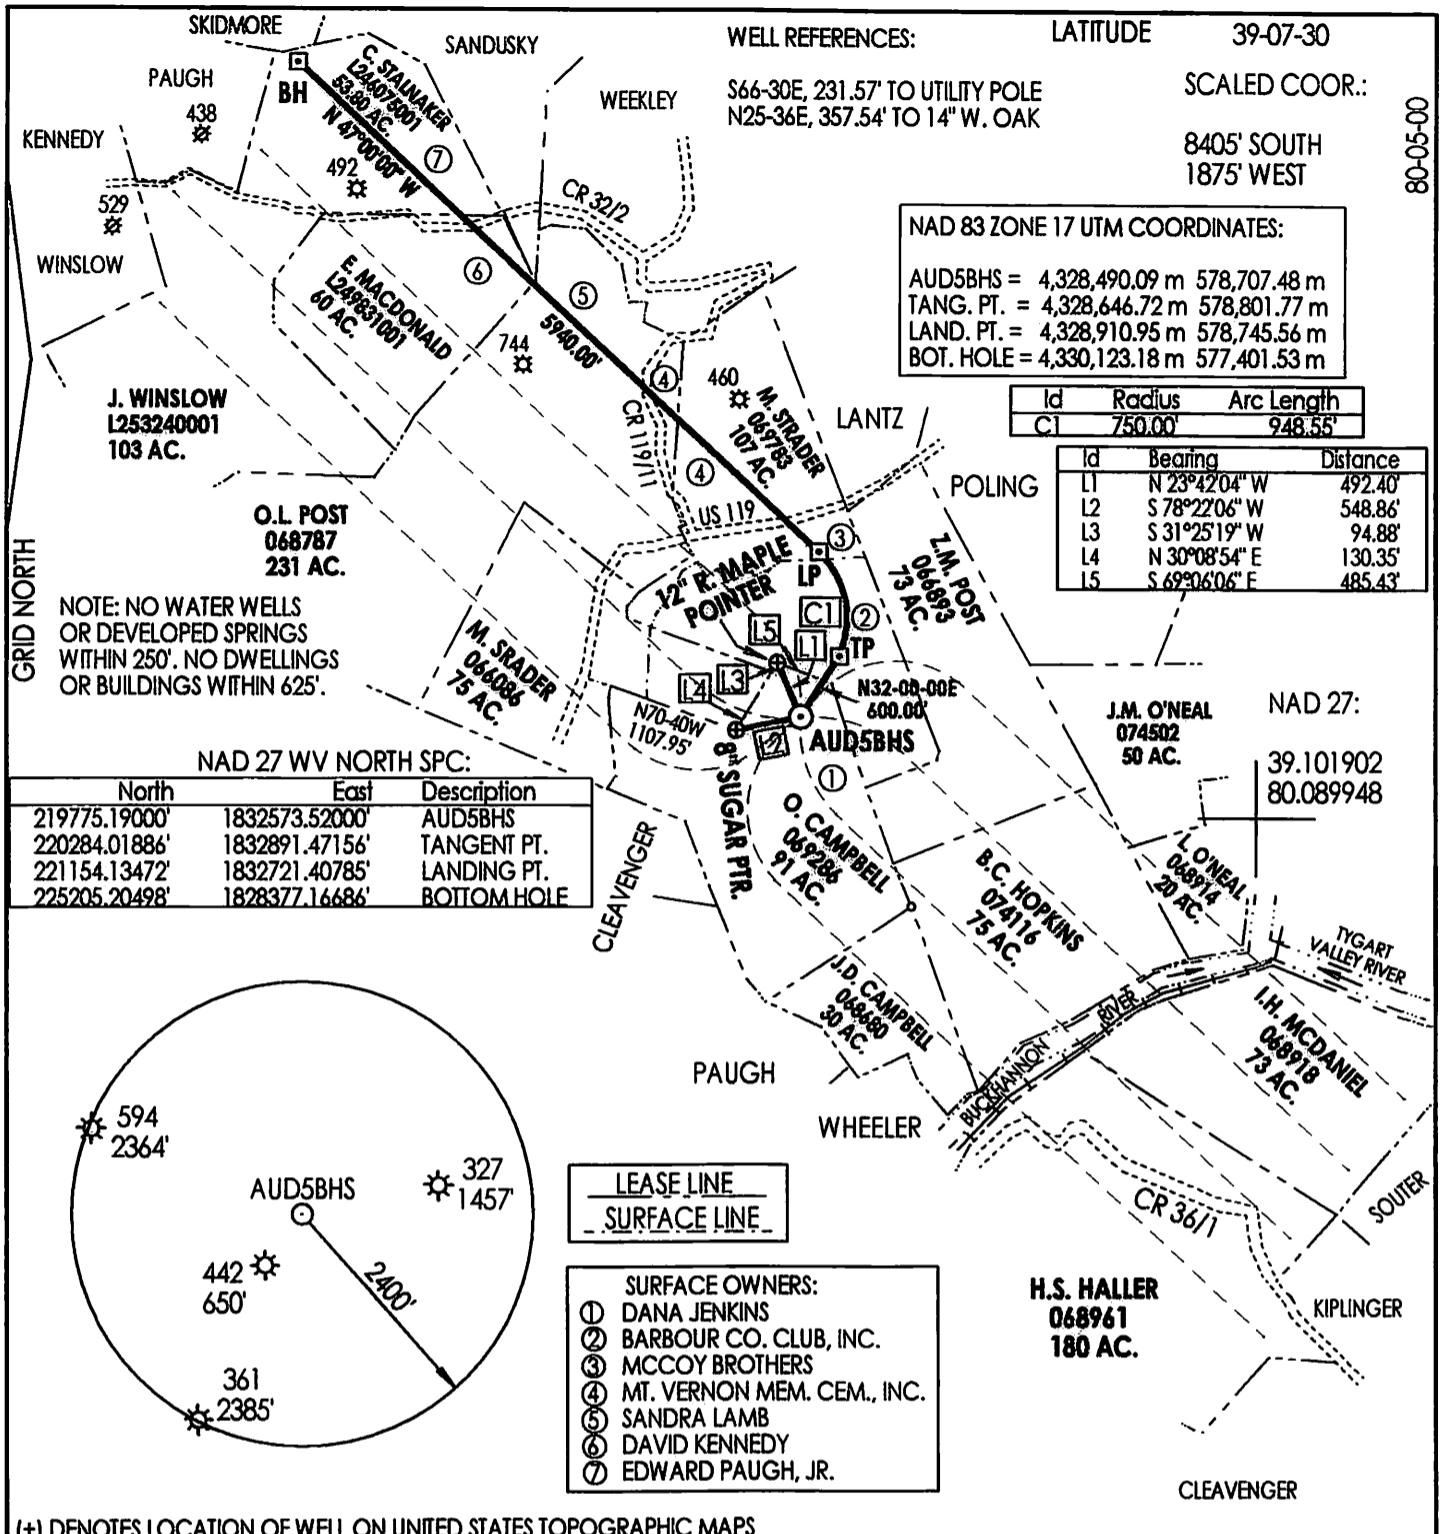 SKIDMORE
SANDUSKY
PAUGH
438
KENNEDY
529
WINSLOW
BH
C. STALNAKER
L246075001
53.80 AC.
N 47°00'00" W
492
⑦
WEEKLEY
CR 32/2
WELL REFERENCES:
S66-30E, 231.57' TO UTILITY POLE
N25-36E, 357.54' TO 14" W. OAK
LATITUDE 39-07-30
SCALED COOR.:
8405' SOUTH
1875' WEST
80-05-00
NAD 83 ZONE 17 UTM COORDINATES:
AUD5BHS = 4,328,490.09 m 578,707.48 m
TANG. PT. = 4,328,646.72 m 578,801.77 m
LAND. PT. = 4,328,910.95 m 578,745.56 m
BOT. HOLE = 4,330,123.18 m 577,401.53 m
Id Radius Arc Length
C1 750.00' 948.55'
Id Bearing Distance
L1 N 23°42'04" W 492.40'
L2 S 78°22'06" W 548.86'
L3 S 31°25'19" W 94.88'
L4 N 30°08'54" E 130.35'
L5 S 69°06'06" E 485.43'
⑥
⑤
E. MACDONALD
L249831001
60 AC.
5940.00'
744
④
460
M. STRADER
069783
107 AC.
LANTZ
CR 119/11
④
US 119
POLING
J. WINSLOW
L253240001
103 AC.
O.L. POST
068787
231 AC.
GRID NORTH
NOTE: NO WATER WELLS
OR DEVELOPED SPRINGS
WITHIN 250'. NO DWELLINGS
OR BUILDINGS WITHIN 625'.
③
LP
12" R. MAPLE
POINTER
C1
②
L5
L1
TP
L3
L4
Z.M. POST
066893
73 AC.
M. SRADER
066086
75 AC.
N70-40W
1107.95'
N32-00-00E
600.00'
AUD5BHS
L2
8" SUGAR PTR.
①
J.M. O'NEAL
074502
50 AC.
NAD 27:
39.101902
80.089948
NAD 27 WV NORTH SPC:
North East Description
219775.19000' 1832573.52000' AUD5BHS
220284.01886' 1832891.47156' TANGENT PT.
221154.13472' 1832721.40785' LANDING PT.
225205.20498' 1828377.16686' BOTTOM HOLE
CLEAVENGER
O. CAMPBELL
069286
91 AC.
B.C. HOPKINS
074116
75 AC.
L. O'NEAL
068914
20 AC.
TYGART
VALLEY RIVER
J.D. CAMPBELL
068680
30 AC.
BUCKHANNON RIVER
I.H. MCDANIEL
068918
73 AC.
PAUGH
WHEELER
594
2364'
327
1457'
AUD5BHS
442
650'
2400'
361
2385'
LEASE LINE
SURFACE LINE
SURFACE OWNERS:
① DANA JENKINS
② BARBOUR CO. CLUB, INC.
③ MCCOY BROTHERS
④ MT. VERNON MEM. CEM., INC.
⑤ SANDRA LAMB
⑥ DAVID KENNEDY
⑦ EDWARD PAUGH, JR.
CR 36/1
SOUTER
H.S. HALLER
068961
180 AC.
KIPLINGER
CLEAVENGER
(+) DENOTES LOCATION OF WELL ON UNITED STATES TOPOGRAPHIC MAPS